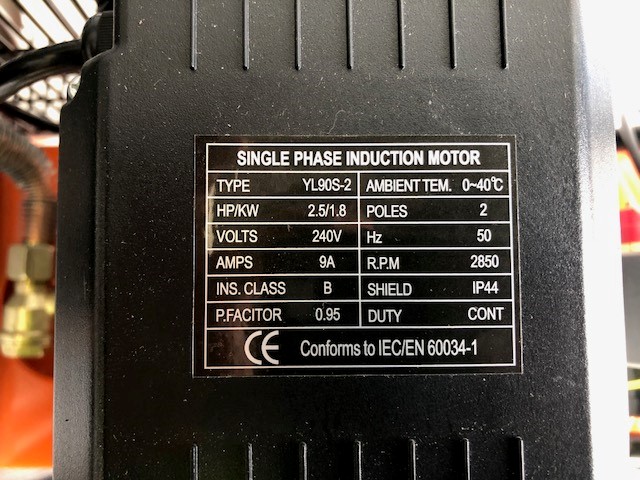 SINGLE PHASE INDUCTION MOTOR
TYPE YL90S-2 AMBIENT TEM. 0~40℃
HP/KW 2.5/1.8 POLES 2
VOLTS 240V Hz 50
AMPS 9A R.P.M 2850
INS. CLASS B SHIELD IP44
P.FACITOR 0.95 DUTY CONT
CE Conforms to IEC/EN 60034-1